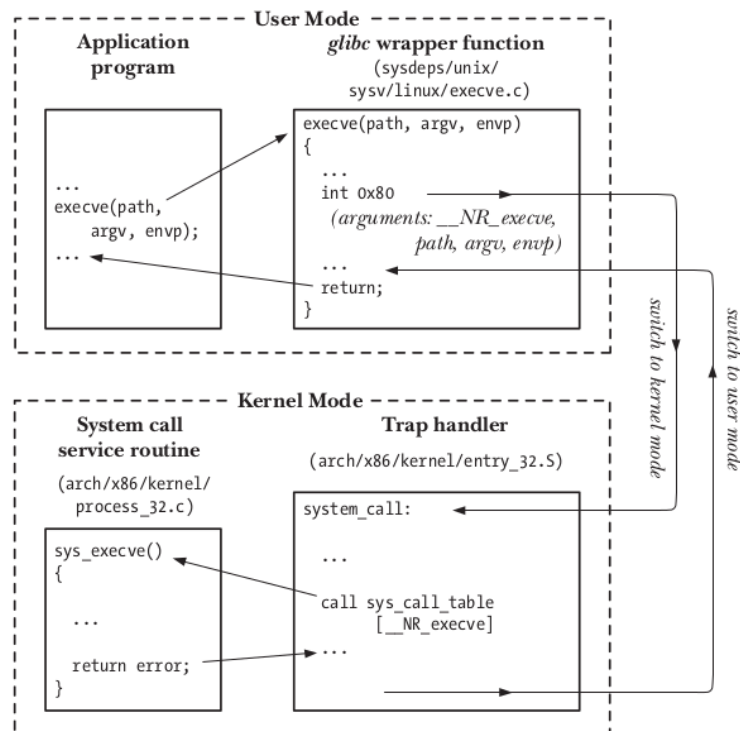 User Mode
Application
program
glibc wrapper function
(sysdeps/unix/
sysv/linux/execve.c)
...
execve(path,
argv, envp);
...
execve(path, argv, envp)
{
...
int 0x80
(arguments: __NR_execve,
path, argv, envp)
...
return;
}
switch to kernel mode
switch to user mode
Kernel Mode
System call
service routine
(arch/x86/kernel/
process_32.c)
Trap handler
(arch/x86/kernel/entry_32.S)
sys_execve()
{
...
return error;
}
system_call:
...
call sys_call_table
[__NR_execve]
...